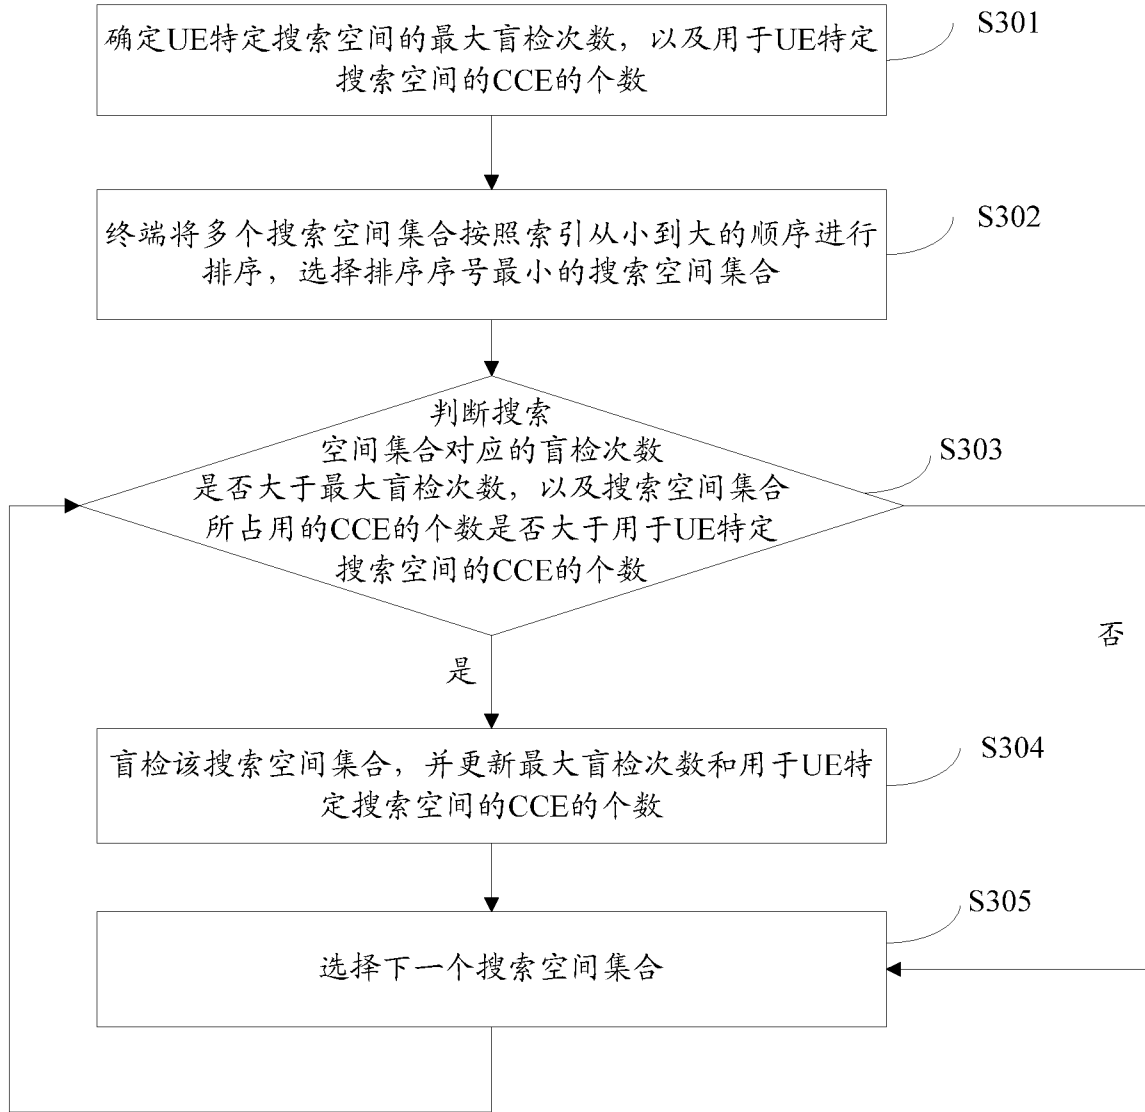 确定UE特定搜索空间的最大盲检次数，以及用于UE特定
搜索空间的CCE的个数
S301
终端将多个搜索空间集合按照索引从小到大的顺序进行
排序，选择排序序号最小的搜索空间集合
S302
判断搜索
空间集合对应的盲检次数
是否大于最大盲检次数，以及搜索空间集合
所占用的CCE的个数是否大于用于UE特定
搜索空间的CCE的个数
S303
否
是
盲检该搜索空间集合，并更新最大盲检次数和用于UE特
定搜索空间的CCE的个数
S304
选择下一个搜索空间集合
S305